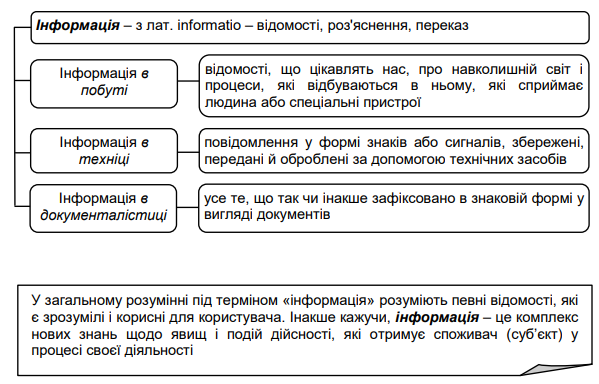 Інформація – з лат. informatio – відомості, роз'яснення, переказ
Інформація в
побуті
відомості, що цікавлять нас, про навколишній світ і
процеси, які відбуваються в ньому, які сприймає
людина або спеціальні пристрої
Інформація в
техніці
повідомлення у формі знаків або сигналів, збережені,
передані й оброблені за допомогою технічних засобів
Інформація в
документалістиці
усе те, що так чи інакше зафіксовано в знаковій формі у
вигляді документів
У загальному розумінні під терміном «інформація» розуміють певні відомості, які
є зрозумілі і корисні для користувача. Інакше кажучи, інформація – це комплекс
нових знань щодо явищ і подій дійсності, які отримує споживач (суб’єкт) у
процесі своєї діяльності